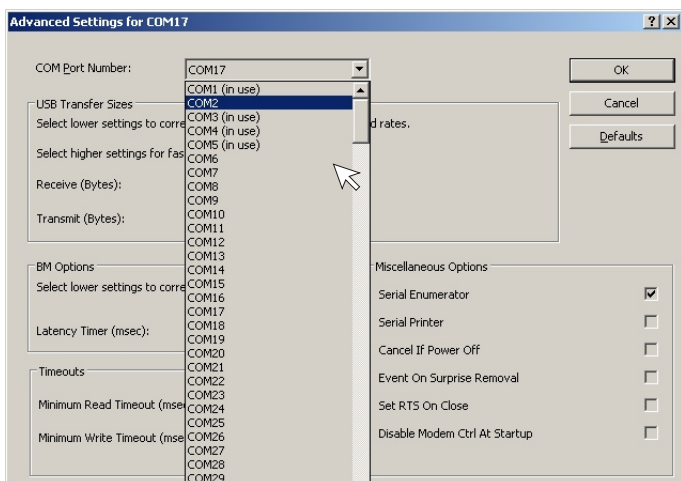 Advanced Settings for COM17
COM Port Number:
COM17
OK
Cancel
Defaults
COM1 (in use)
COM2
COM3 (in use)
COM4 (in use)
COM5 (in use)
COM6
COM7
COM8
COM9
COM10
COM11
COM12
COM13
COM14
COM15
COM16
COM17
COM18
COM19
COM20
COM21
COM22
COM23
COM24
COM25
COM26
COM27
COM28
COM29
USB Transfer Sizes
Select lower settings to corre
d rates.
Select higher settings for fas
Receive (Bytes):
Transmit (Bytes):
BM Options
Select lower settings to corre
Latency Timer (msec):
Timeouts
Minimum Read Timeout (mse
Minimum Write Timeout (mse
Miscellaneous Options
Serial Enumerator
Serial Printer
Cancel If Power Off
Event On Surprise Removal
Set RTS On Close
Disable Modem Ctrl At Startup